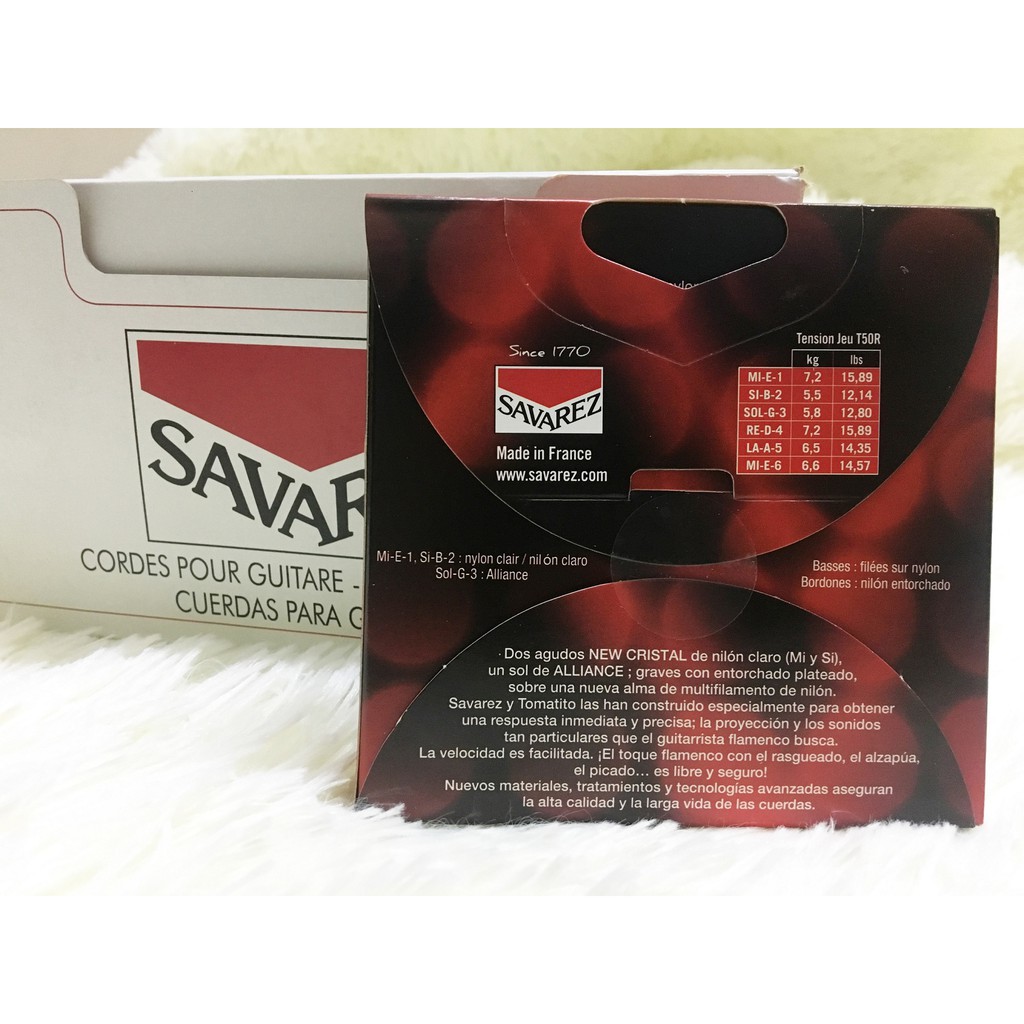 SAVAREZ
CORDES POUR GUITARE -
CUERDAS PARA G
Since 1770
SAVAREZ
Made in France
www.savarez.com
Tension Jeu T50R
kg lbs
MI-E-1 7,2 15,89
SI-B-2 5,5 12,14
SOL-G-3 5,8 12,80
RE-D-4 7,2 15,89
LA-A-5 6,5 14,35
MI-E-6 6,6 14,57
Mi-E-1, Si-B-2 : nylon clair / nilón claro
Sol-G-3 : Alliance
Basses : filées sur nylon
Bordones : nilón entorchado
· Dos agudos NEW CRISTAL de nilón claro (Mi y Si),
un sol de ALLIANCE ; graves con entorchado plateado,
sobre una nueva alma de multifilamento de nilón.
Savarez y Tomatito las han construido especialmente para obtener
una respuesta inmediata y precisa; la proyección y los sonidos
tan particulares que el guitarrista flamenco busca.
La velocidad es facilitada. ¡El toque flamenco con el rasgueado, el alzapúa,
el picado... es libre y seguro!
Nuevos materiales, tratamientos y tecnologías avanzadas aseguran
la alta calidad y la larga vida de las cuerdas.